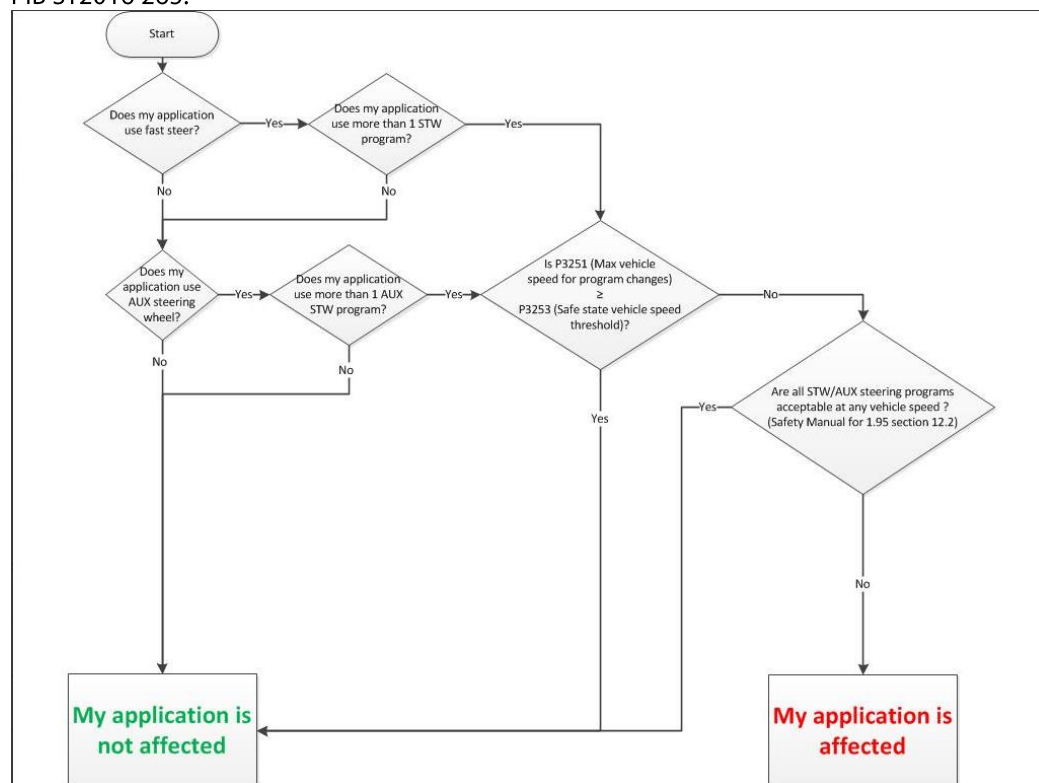 Start
Does my application
use fast steer?
Yes
Does my application
use more than 1 STW
program?
Yes
No
No
Does my
application use
AUX steering
wheel?
Yes
Does my application
use more than 1 AUX
STW program?
Yes
Is P3251 (Max vehicle
speed for program changes)
≥
P3253 (Safe state vehicle speed
threshold)?
No
No
No
Yes
Yes
Are all STW/AUX steering programs
acceptable at any vehicle speed ?
(Safety Manual for 1.95 section 12.2)
No
My application is
not affected
My application is
affected